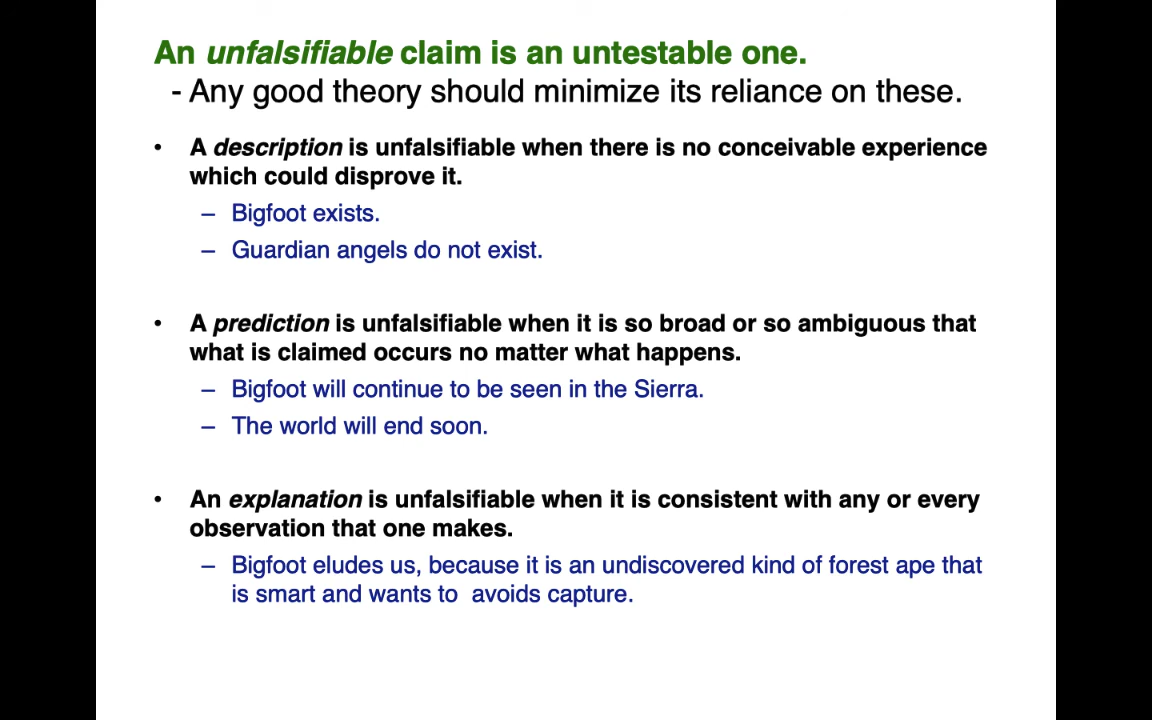 An unfalsifiable claim is an untestable one.
- Any good theory should minimize its reliance on these.
• A description is unfalsifiable when there is no conceivable experience
which could disprove it.
– Bigfoot exists.
– Guardian angels do not exist.
• A prediction is unfalsifiable when it is so broad or so ambiguous that
what is claimed occurs no matter what happens.
– Bigfoot will continue to be seen in the Sierra.
– The world will end soon.
• An explanation is unfalsifiable when it is consistent with any or every
observation that one makes.
– Bigfoot eludes us, because it is an undiscovered kind of forest ape that
is smart and wants to  avoids capture.